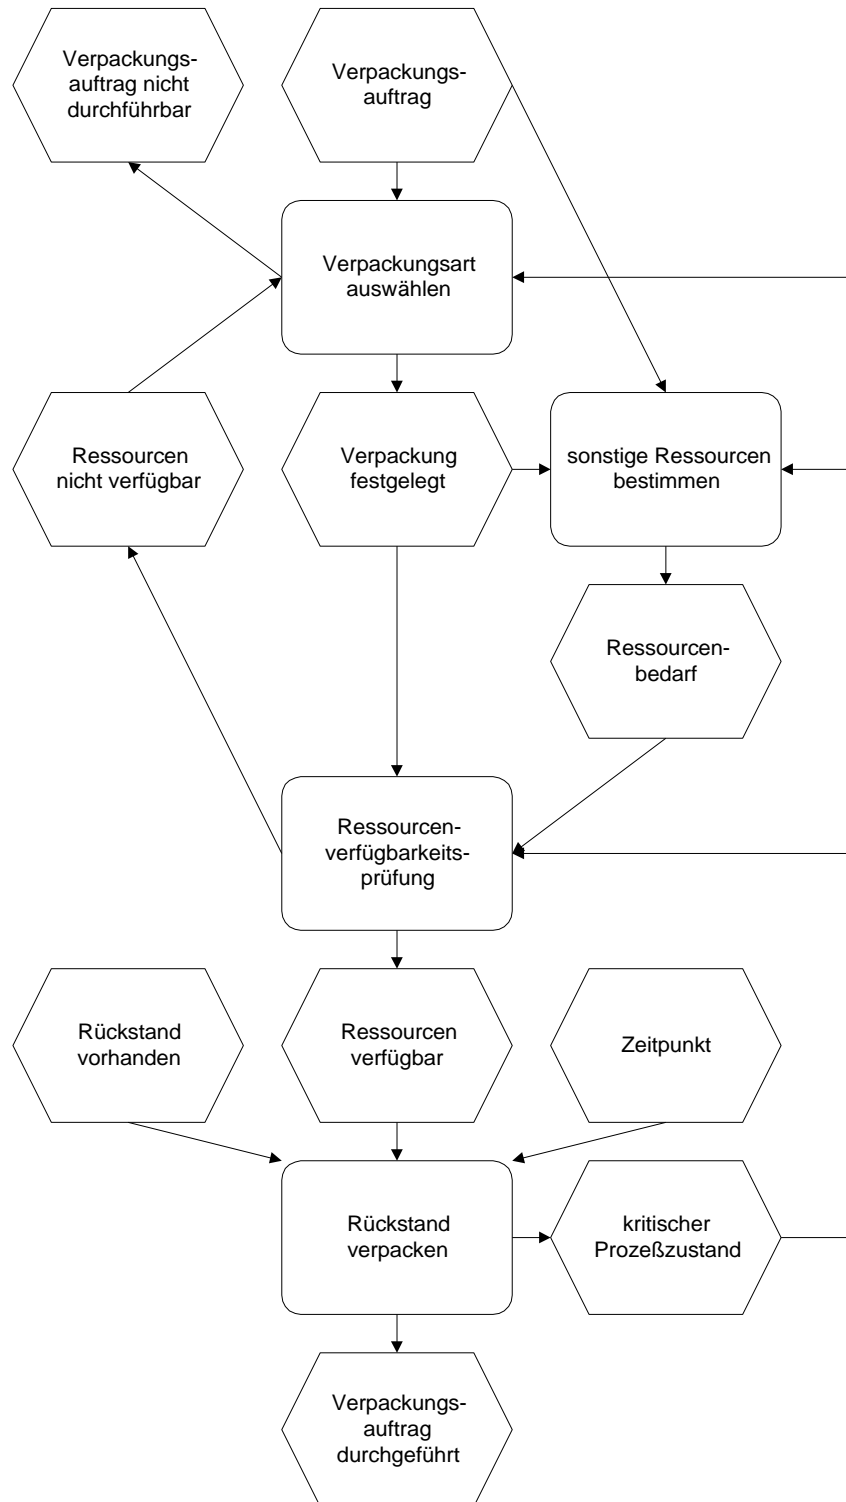 Verpackungs-
auftrag nicht
durchführbar
Verpackungs-
auftrag
Verpackungsart
auswählen
Ressourcen
nicht verfügbar
Verpackung
festgelegt
sonstige Ressourcen
bestimmen
Ressourcen-
bedarf
Ressourcen-
verfügbarkeits-
prüfung
Rückstand
vorhanden
Ressourcen
verfügbar
Zeitpunkt
Rückstand
verpacken
kritischer
Prozeßzustand
Verpackungs-
auftrag
durchgeführt